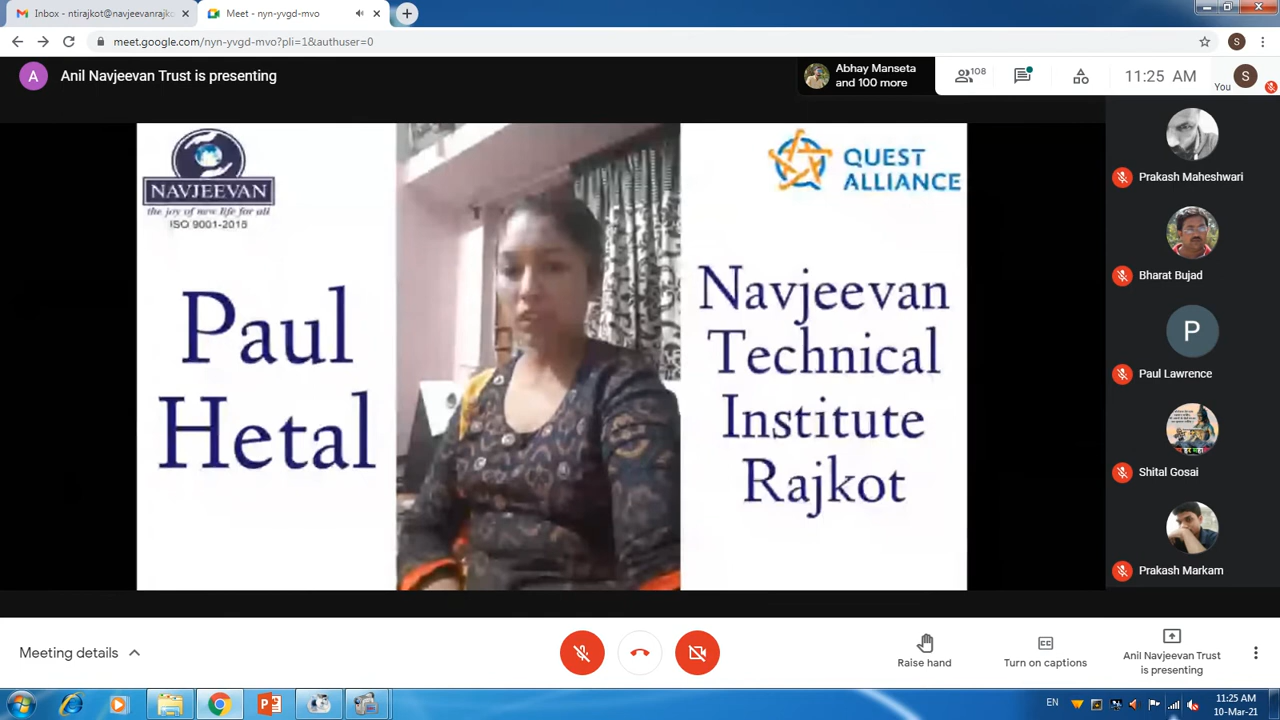 Inbox - ntirajkot@navjeevanrajko
Meet - nyn-yvgd-mvo
meet.google.com/nyn-yvgd-mvo?pli=1&authuser=0
S
A
Anil Navjeevan Trust is presenting
Abhay Manseta
and 100 more
108
11:25 AM
You
S
NAVJEEVAN
the joy of new life for all
ISO 9001-2015
QUEST
ALLIANCE
Paul
Hetal
Navjeevan
Technical
Institute
Rajkot
Prakash Maheshwari
Bharat Bujad
P
Paul Lawrence
Shital Gosai
Prakash Markam
Meeting details
Raise hand
CC
Turn on captions
Anil Navjeevan Trust
is presenting
EN
11:25 AM
10-Mar-21